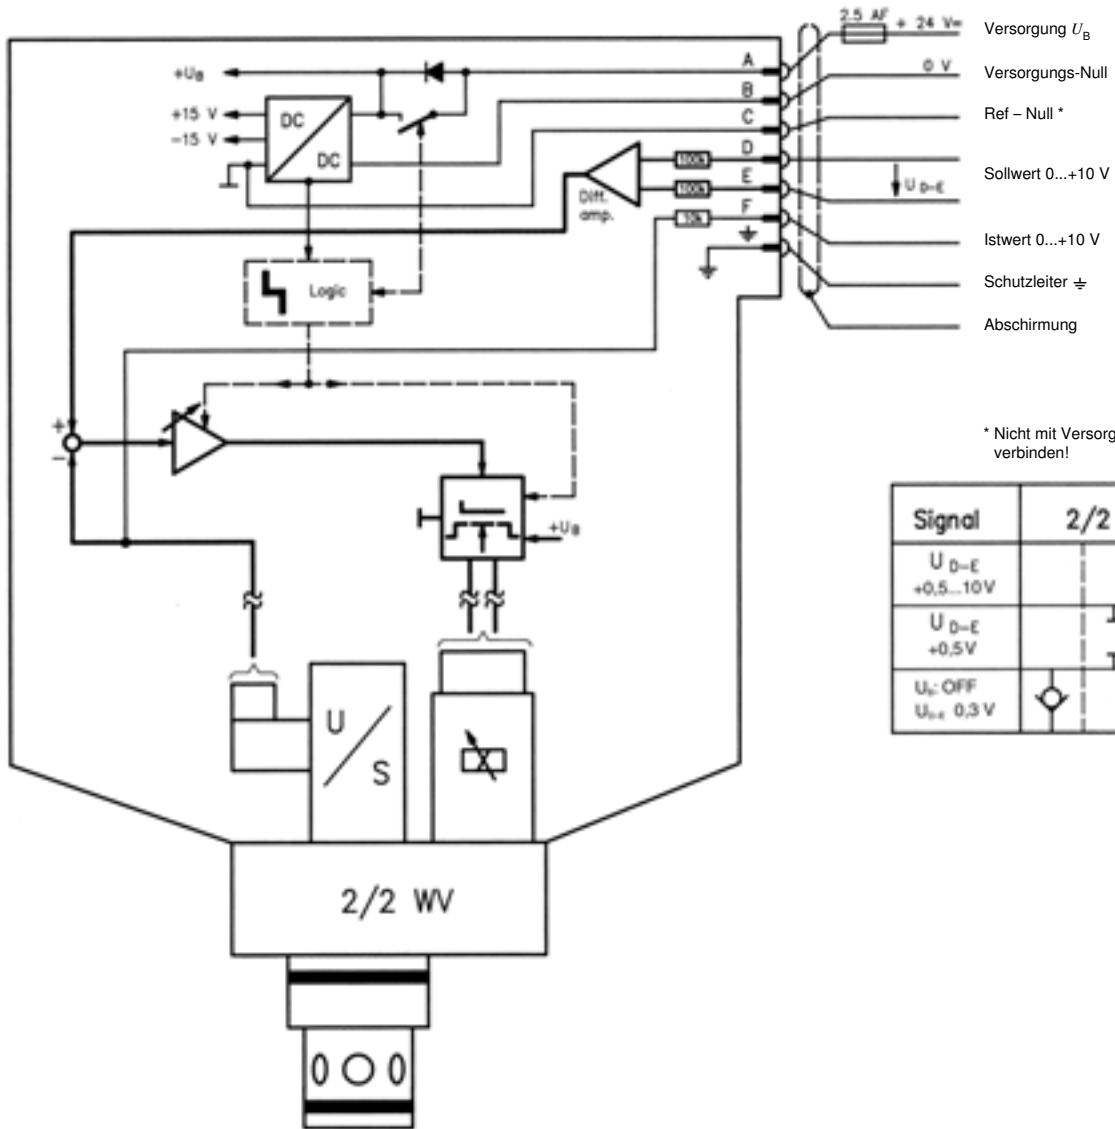 2.5 AF + 24 V= Versorgung U_B
+U_B A
0 V Versorgungs-Null
B
+15 V DC C Ref – Null *
-15 V
DC 100k D
Sollwert 0...+10 V
100k E U D-E
Diff.
amp.
10k F
Istwert 0...+10 V
Logic
Schutzleiter
Abschirmung
+
-
* Nicht mit Versorg
verbinden!
Signal 2/2
+U_B
U D-E
+0,5...10V
U D-E
+0,5V
U_B: OFF
U_D-E 0,3 V
U
S
2/2 WV